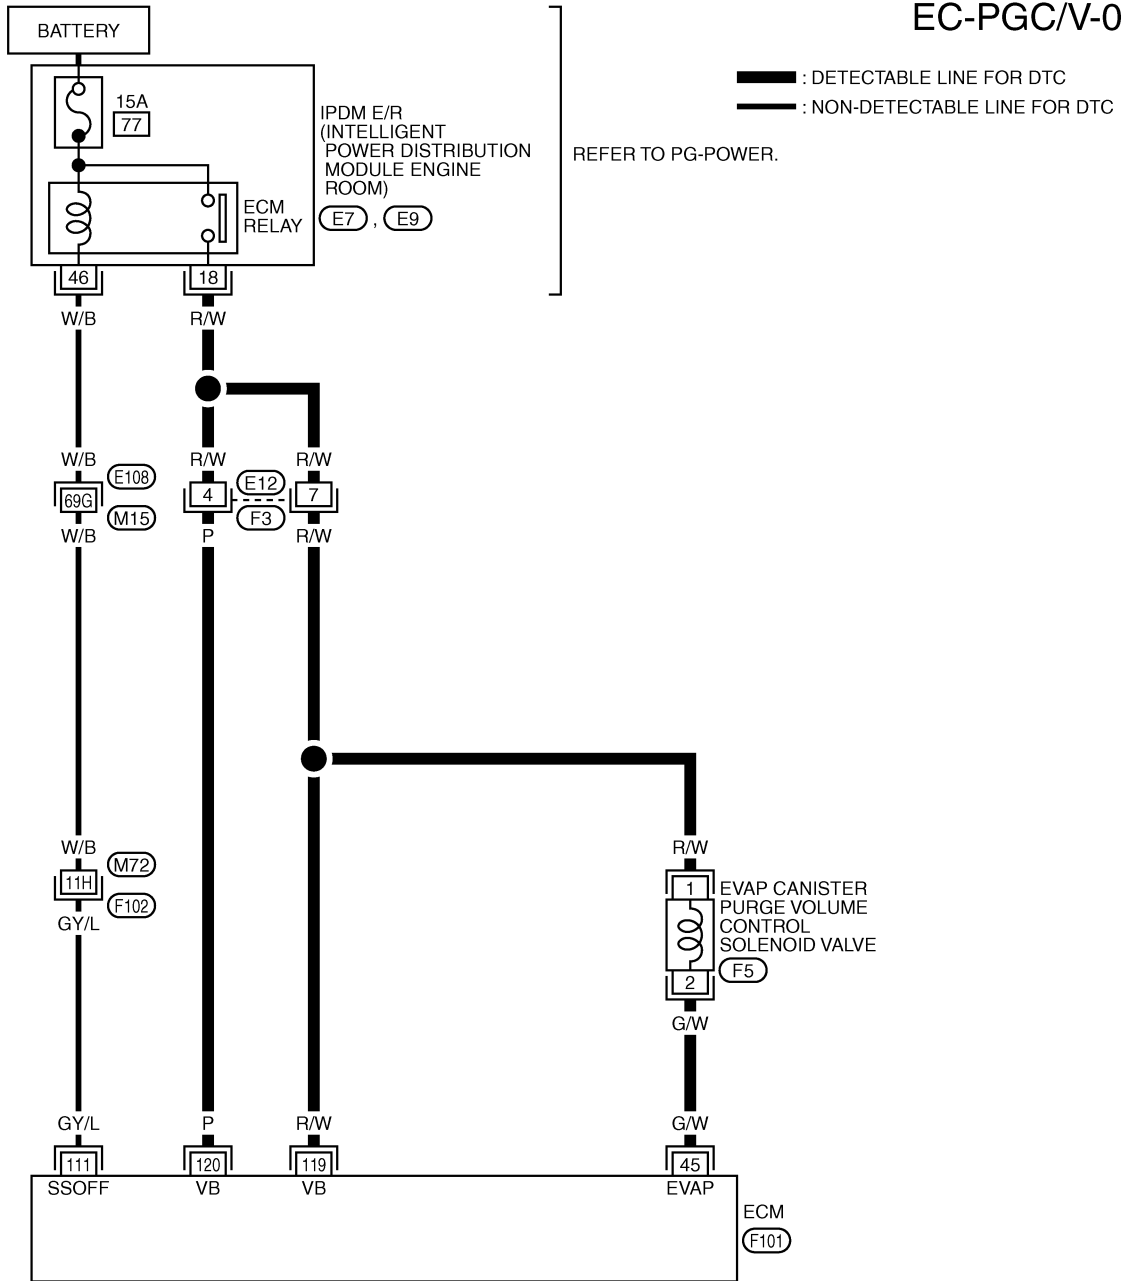 EC-PGC/V-0
BATTERY
: DETECTABLE LINE FOR DTC
: NON-DETECTABLE LINE FOR DTC
15A
77
IPDM E/R
(INTELLIGENT
POWER DISTRIBUTION
MODULE ENGINE
ROOM)
E7 , E9
REFER TO PG-POWER.
ECM
RELAY
46 18
W/B R/W
W/B R/W R/W
E108 E12
69G 4 7
M15 F3
W/B P R/W
W/B R/W
M72
11H
F102
GY/L
1
EVAP CANISTER
PURGE VOLUME
CONTROL
SOLENOID VALVE
F5
2
G/W
GY/L P R/W G/W
111 120 119 45
SSOFF VB VB EVAP
ECM
F101